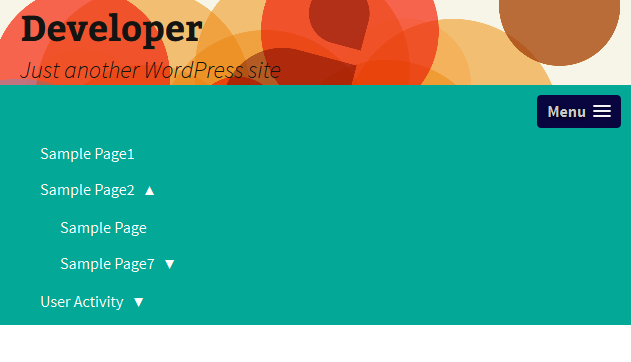 Developer
Just another WordPress site
Menu
Sample Page1
Sample Page2 ▲
Sample Page
Sample Page7 ▼
User Activity ▼